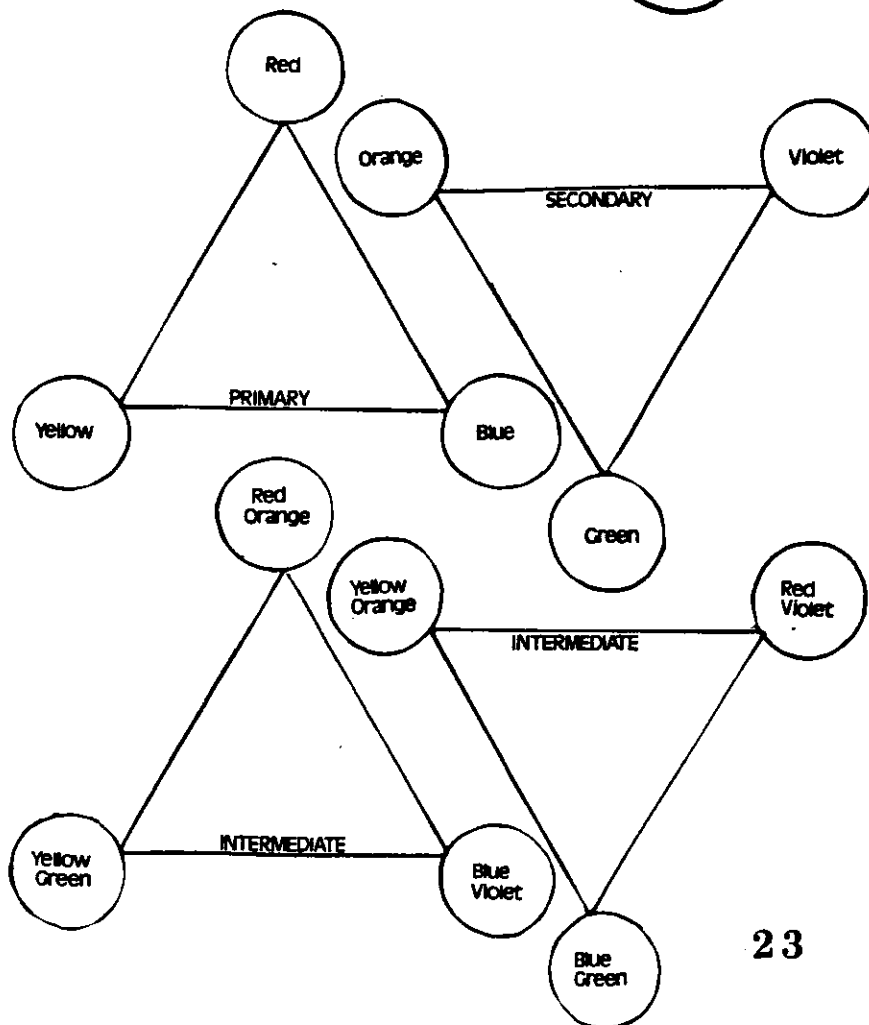 Red
Orange
Violet
SECONDARY
PRIMARY
Yellow
Blue
Green
Red
Orange
Yellow
Orange
Red
Violet
INTERMEDIATE
INTERMEDIATE
Yellow
Green
Blue
Violet
Blue
Green
23